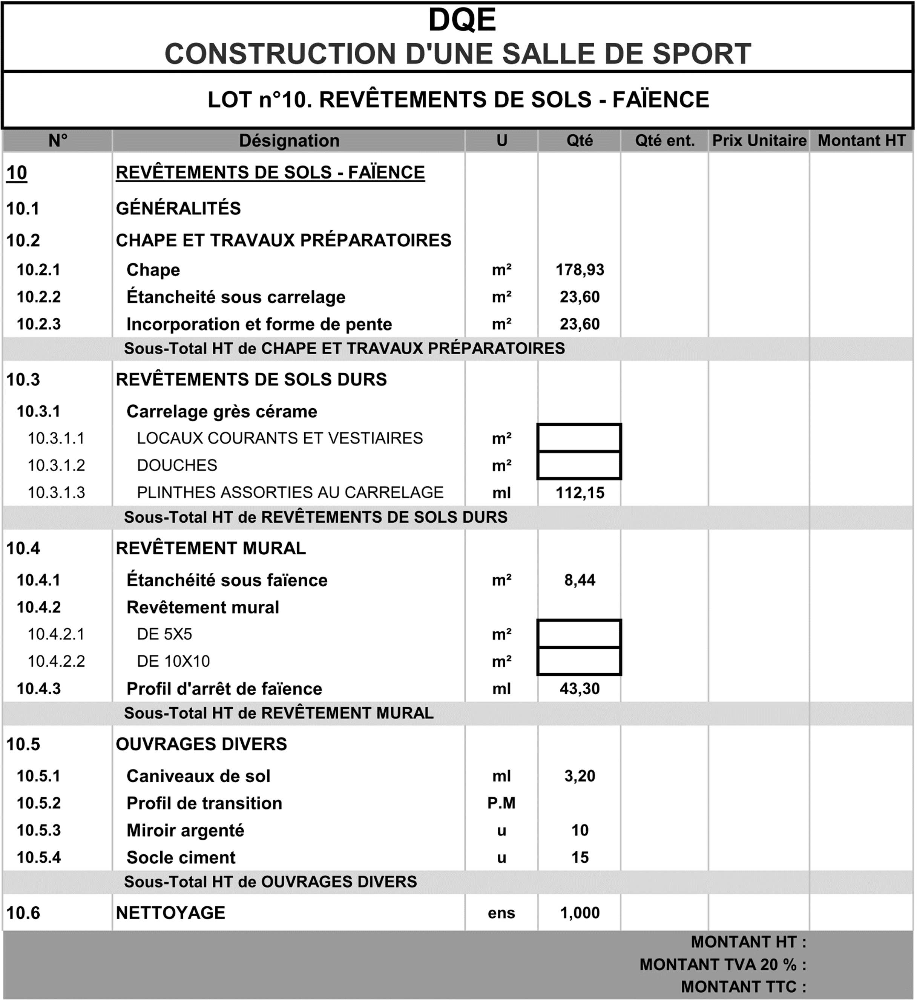 DQE
CONSTRUCTION D'UNE SALLE DE SPORT
LOT n°10. REVÊTEMENTS DE SOLS - FAÏENCE
N° Désignation U Qté Qté ent. Prix Unitaire Montant HT
10 REVÊTEMENTS DE SOLS - FAÏENCE
10.1 GÉNÉRALITÉS
10.2 CHAPE ET TRAVAUX PRÉPARATOIRES
10.2.1 Chape m² 178,93
10.2.2 Étancheité sous carrelage m² 23,60
10.2.3 Incorporation et forme de pente m² 23,60
Sous-Total HT de CHAPE ET TRAVAUX PRÉPARATOIRES
10.3 REVÊTEMENTS DE SOLS DURS
10.3.1 Carrelage grès cérame
10.3.1.1 LOCAUX COURANTS ET VESTIAIRES m²
10.3.1.2 DOUCHES m²
10.3.1.3 PLINTHES ASSORTIES AU CARRELAGE ml 112,15
Sous-Total HT de REVÊTEMENTS DE SOLS DURS
10.4 REVÊTEMENT MURAL
10.4.1 Étanchéité sous faïence m² 8,44
10.4.2 Revêtement mural
10.4.2.1 DE 5X5 m²
10.4.2.2 DE 10X10 m²
10.4.3 Profil d'arrêt de faïence ml 43,30
Sous-Total HT de REVÊTEMENT MURAL
10.5 OUVRAGES DIVERS
10.5.1 Caniveaux de sol ml 3,20
10.5.2 Profil de transition P.M
10.5.3 Miroir argenté u 10
10.5.4 Socle ciment u 15
Sous-Total HT de OUVRAGES DIVERS
10.6 NETTOYAGE ens 1,000
MONTANT HT :
MONTANT TVA 20 % :
MONTANT TTC :